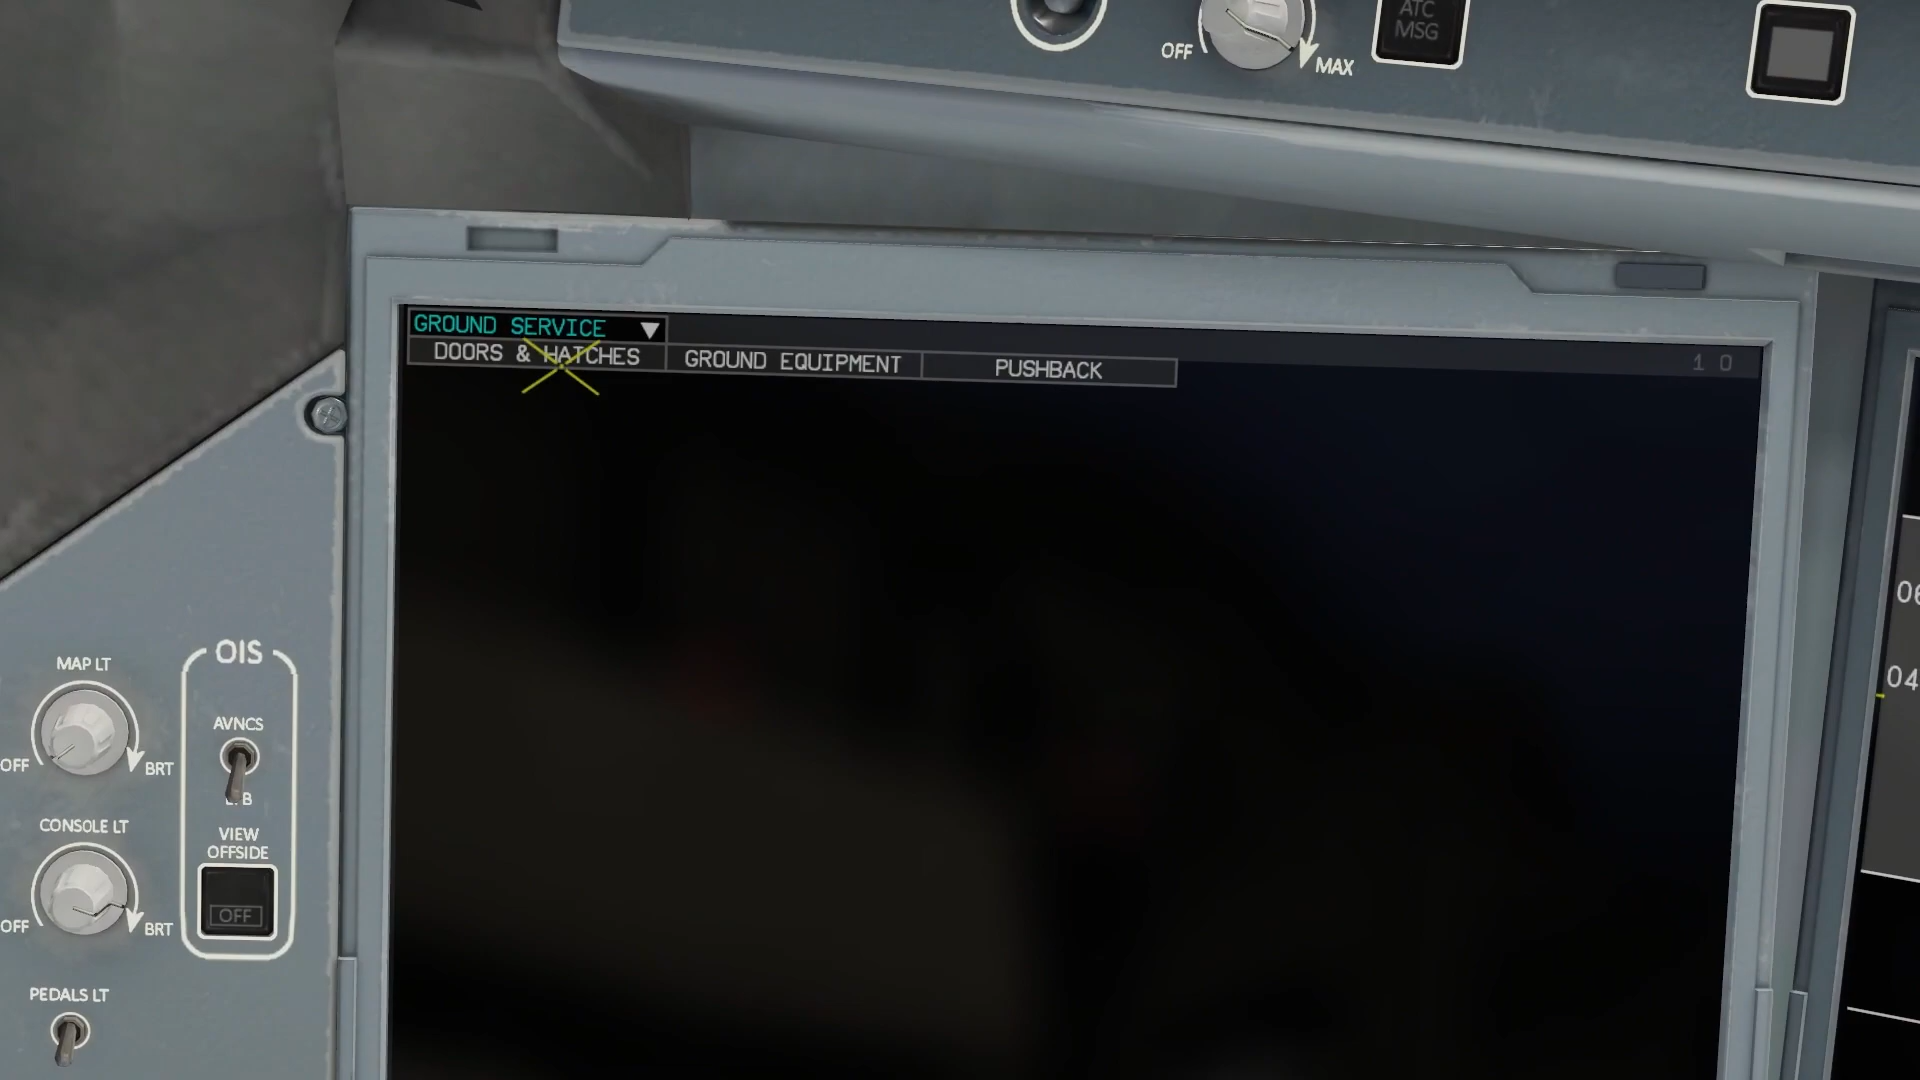 ATC
MSG
OFF
MAX
GROUND SERVICE
DOORS & HATCHES
GROUND EQUIPMENT
PUSHBACK
1 0
OIS
MAP LT
AVNCS
OFF
BRT
VIEW
OFFSIDE
CONSOLE LT
OFF
OFF
BRT
PEDALS LT
04